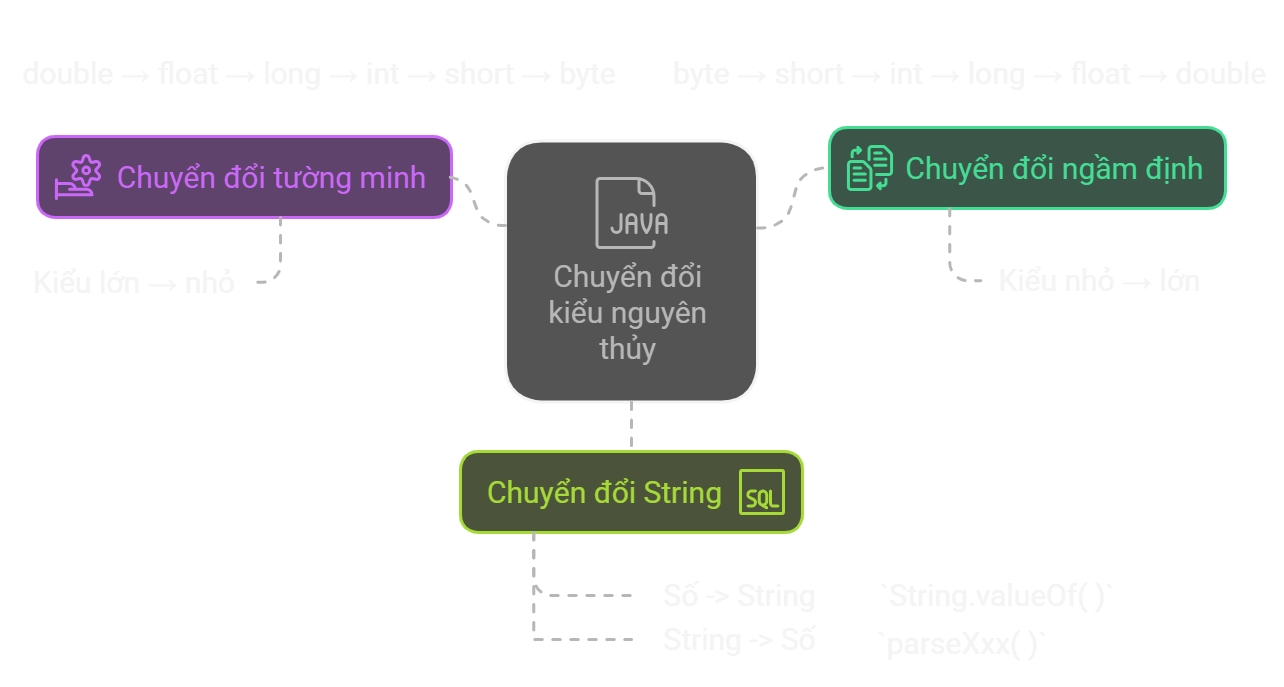 double → float → long → int → short → byte
byte → short → int → long → float → double
Chuyển đổi tường minh
Chuyển đổi ngầm định
JAVA
Chuyển đổi
kiểu nguyên
thủy
Kiểu lớn → nhỏ
Kiểu nhỏ → lớn
Chuyển đổi String
SQL
Số -> String
`String.valueOf( )`
String -> Số
`parseXxx( )`